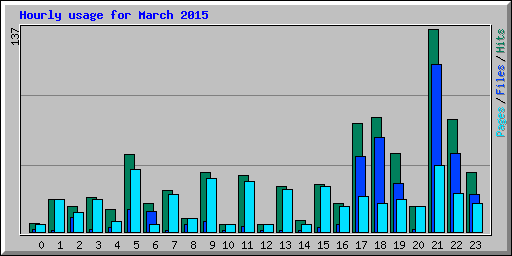 Hourly usage for March 2015
137
Pages/Files/Hits
0 1 2 3 4 5 6 7 8 9 10 11 12 13 14 15 16 17 18 19 20 21 22 23